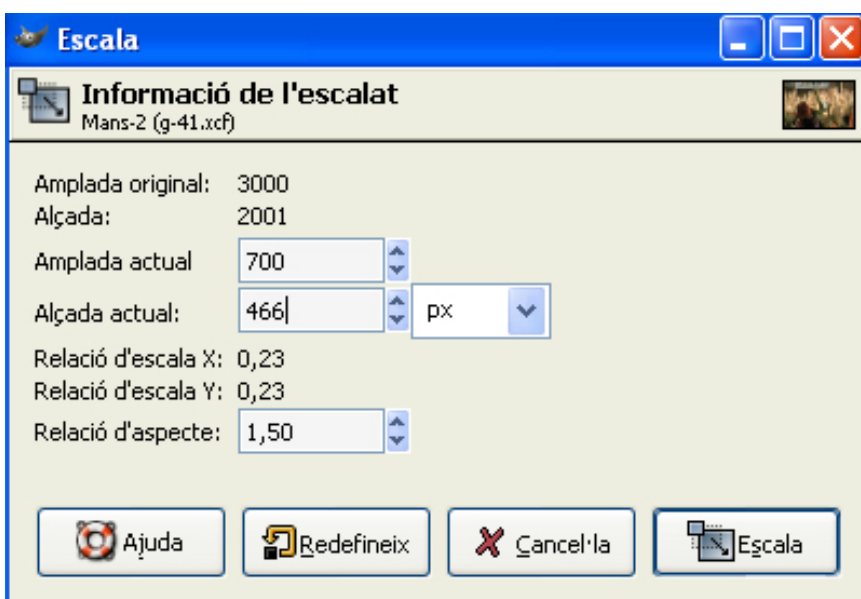 Escala
Informació de l'escalat
Mans-2 (g-41.xcf)
Amplada original: 3000
Alçada: 2001
Amplada actual 700
Alçada actual: 466 px
Relació d'escala X: 0,23
Relació d'escala Y: 0,23
Relació d'aspecte: 1,50
Ajuda Redefineix Cancel·la Escala